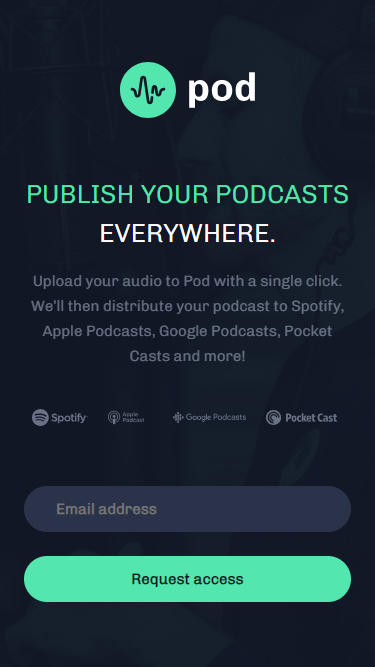 pod
PUBLISH YOUR PODCASTS
EVERYWHERE.
Upload your audio to Pod with a single click.
We'll then distribute your podcast to Spotify,
Apple Podcasts, Google Podcasts, Pocket
Casts and more!
Spotify
Apple
Podcast
Google Podcasts
Pocket Cast
Email address
Request access